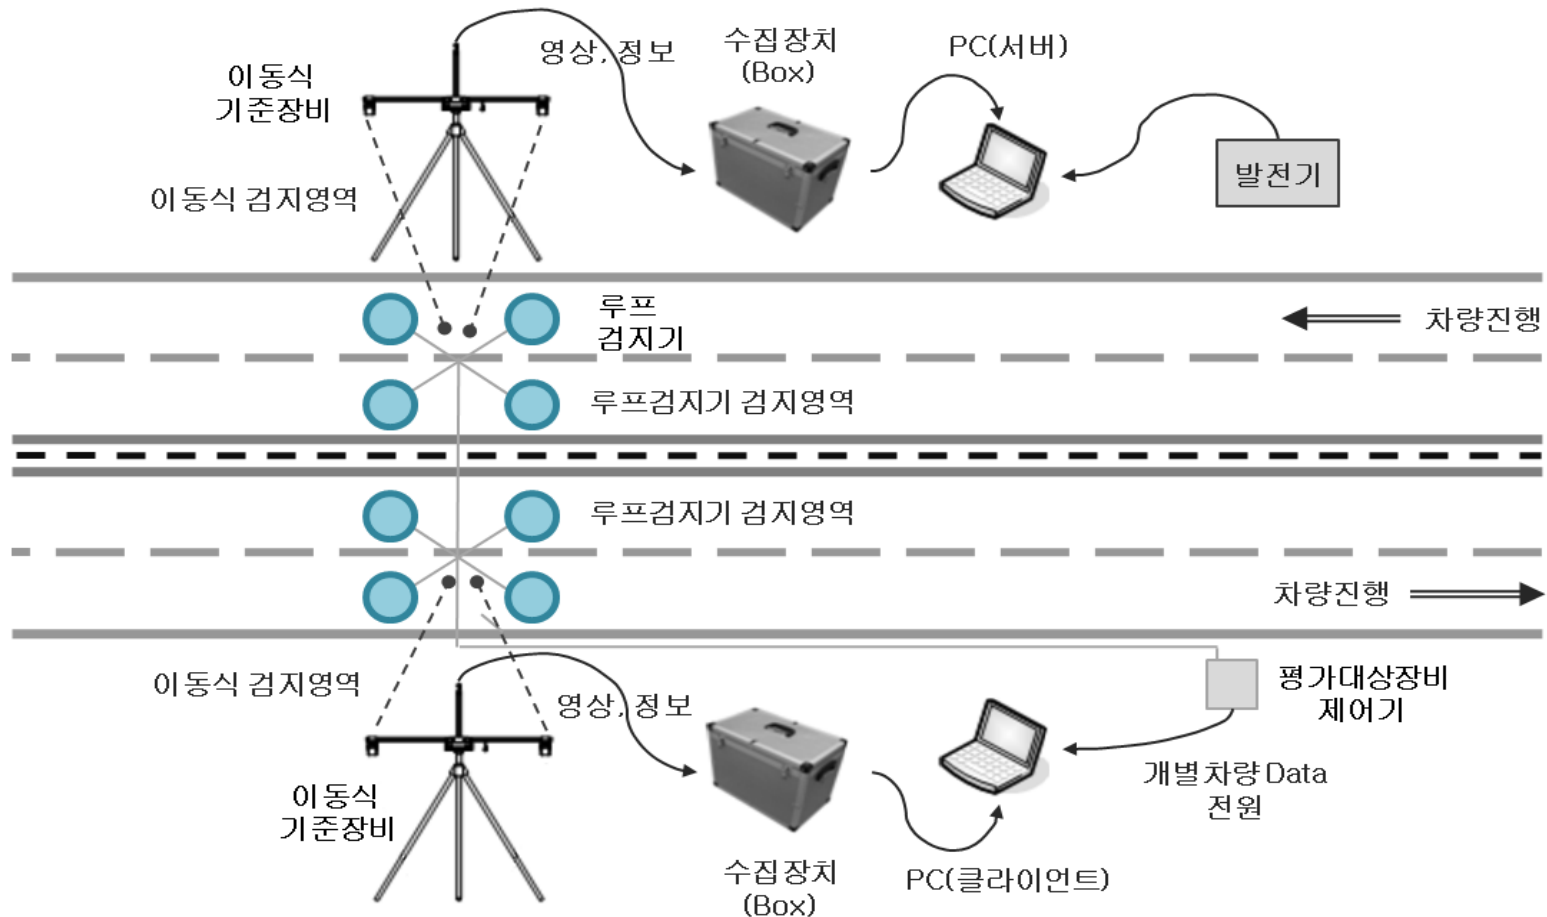 영상, 정보
수집장치
(Box)
PC(서버)
이동식
기준장비
발전기
이동식 검지영역
루프
검지기
차량진행
루프검지기 검지영역
루프검지기 검지영역
차량진행
이동식 검지영역
영상, 정보
평가대상장비
제어기
개별차량Data
전원
이동식
기준장비
수집장치
(Box)
PC(클라이언트)